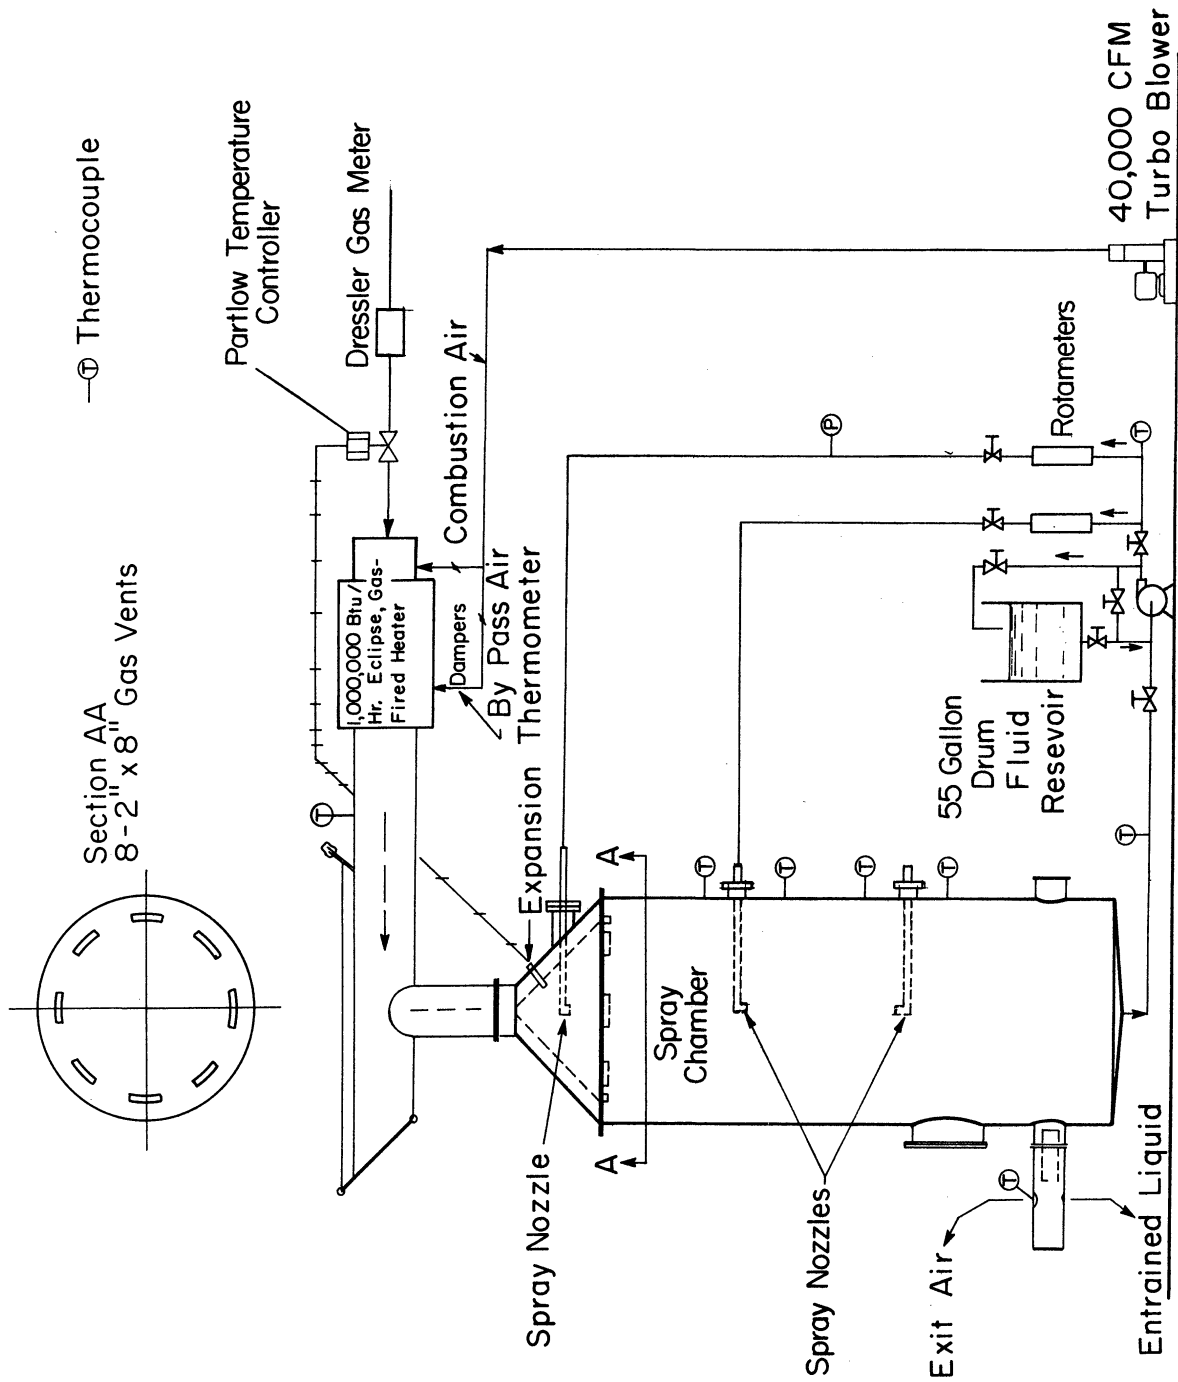 Section AA
8-2" x 8" Gas Vents
Ⓣ Thermocouple
Partlow Temperature
Controller
Dressler Gas Meter
1,000,000 Btu/
Hr. Eclipse, Gas-
Fired Heater
Dampers
Combustion Air
By Pass Air
Expansion Thermometer
T
T
T
T
T
T
T
T
T
P
A
A
Spray Nozzle
Spray
Chamber
Spray Nozzles
Exit Air
Entrained Liquid
55 Gallon
Drum
Fluid
Resevoir
Rotameters
40,000 CFM
Turbo Blower